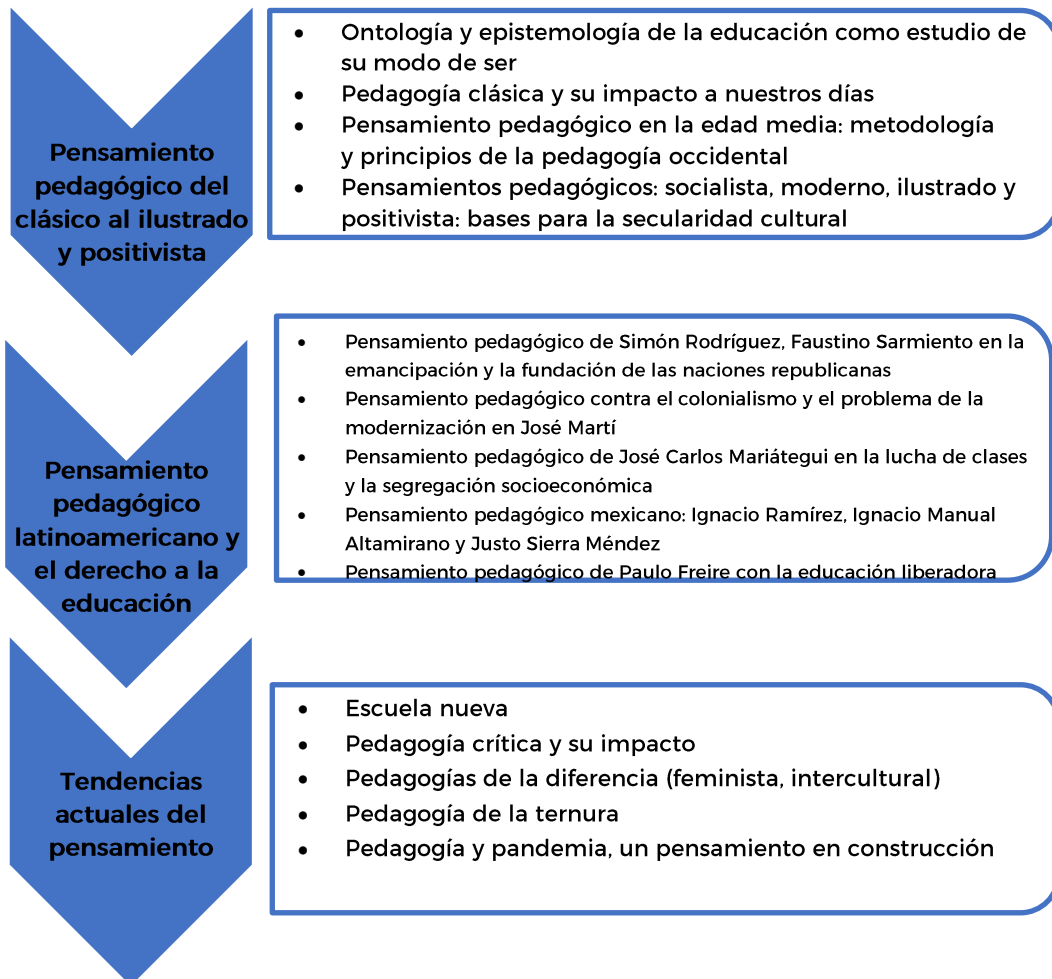 Pensamiento
pedagógico del
clásico al ilustrado
y positivista
• Ontología y epistemología de la educación como estudio de
su modo de ser
• Pedagogía clásica y su impacto a nuestros días
• Pensamiento pedagógico en la edad media: metodología
y principios de la pedagogía occidental
• Pensamientos pedagógicos: socialista, moderno, ilustrado y
positivista: bases para la secularidad cultural
Pensamiento
pedagógico
latinoamericano y
el derecho a la
educación
• Pensamiento pedagógico de Simón Rodríguez, Faustino Sarmiento en la
emancipación y la fundación de las naciones republicanas
• Pensamiento pedagógico contra el colonialismo y el problema de la
modernización en José Martí
• Pensamiento pedagógico de José Carlos Mariátegui en la lucha de clases
y la segregación socioeconómica
• Pensamiento pedagógico mexicano: Ignacio Ramírez, Ignacio Manual
Altamirano y Justo Sierra Méndez
• Pensamiento pedagógico de Paulo Freire con la educación liberadora
Tendencias
actuales del
pensamiento
• Escuela nueva
• Pedagogía crítica y su impacto
• Pedagogías de la diferencia (feminista, intercultural)
• Pedagogía de la ternura
• Pedagogía y pandemia, un pensamiento en construcción